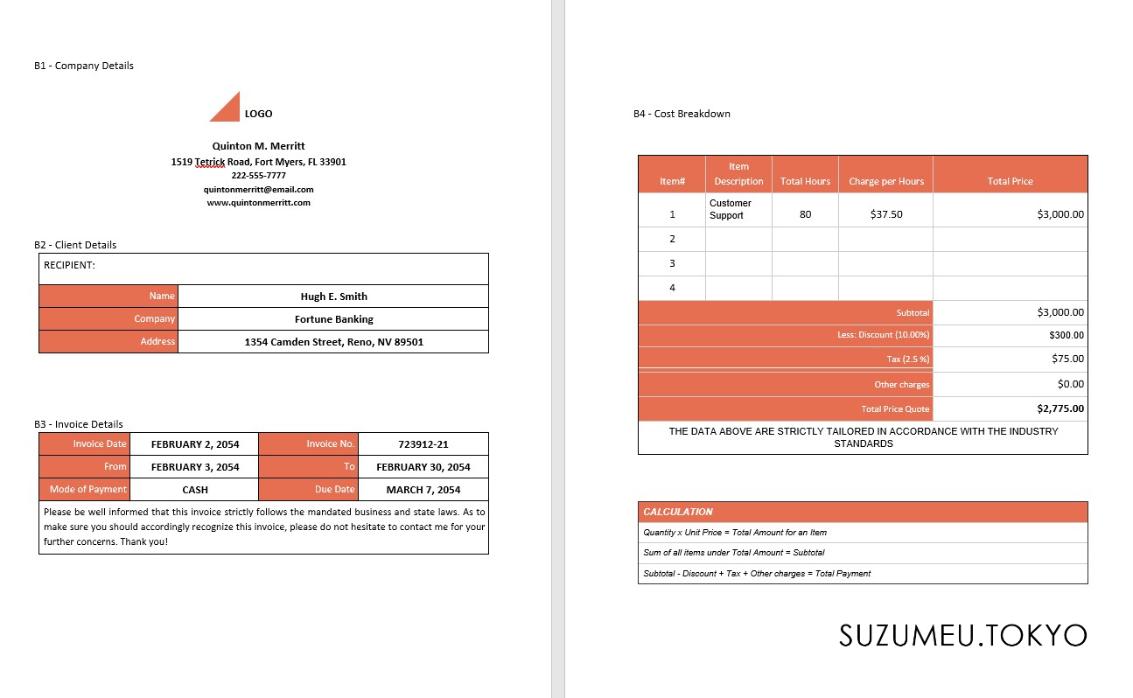 B1 - Company Details
LOGO
Quinton M. Merritt
1519 Tetrick Road, Fort Myers, FL 33901
222-555-7777
quintonmerritt@email.com
www.quintonmerritt.com
B2 - Client Details
RECIPIENT:
Name Hugh E. Smith
Company Fortune Banking
Address 1354 Camden Street, Reno, NV 89501
B3 - Invoice Details
Invoice Date FEBRUARY 2, 2054 Invoice No. 723912-21
From FEBRUARY 3, 2054 To FEBRUARY 30, 2054
Mode of Payment CASH Due Date MARCH 7, 2054
Please be well informed that this invoice strictly follows the mandated business and state laws. As to
make sure you should accordingly recognize this invoice, please do not hesitate to contact me for your
further concerns. Thank you!
B4 - Cost Breakdown
Item# Item Description Total Hours Charge per Hours Total Price
1 Customer Support 80 $37.50 $3,000.00
2
3
4
Subtotal $3,000.00
Less: Discount (10.00%) $300.00
Tax (2.5 %) $75.00
Other charges $0.00
Total Price Quote $2,775.00
THE DATA ABOVE ARE STRICTLY TAILORED IN ACCORDANCE WITH THE INDUSTRY
STANDARDS
CALCULATION
Quantity x Unit Price = Total Amount for an Item
Sum of all items under Total Amount = Subtotal
Subtotal - Discount + Tax + Other charges = Total Payment
SUZUMEU.TOKYO